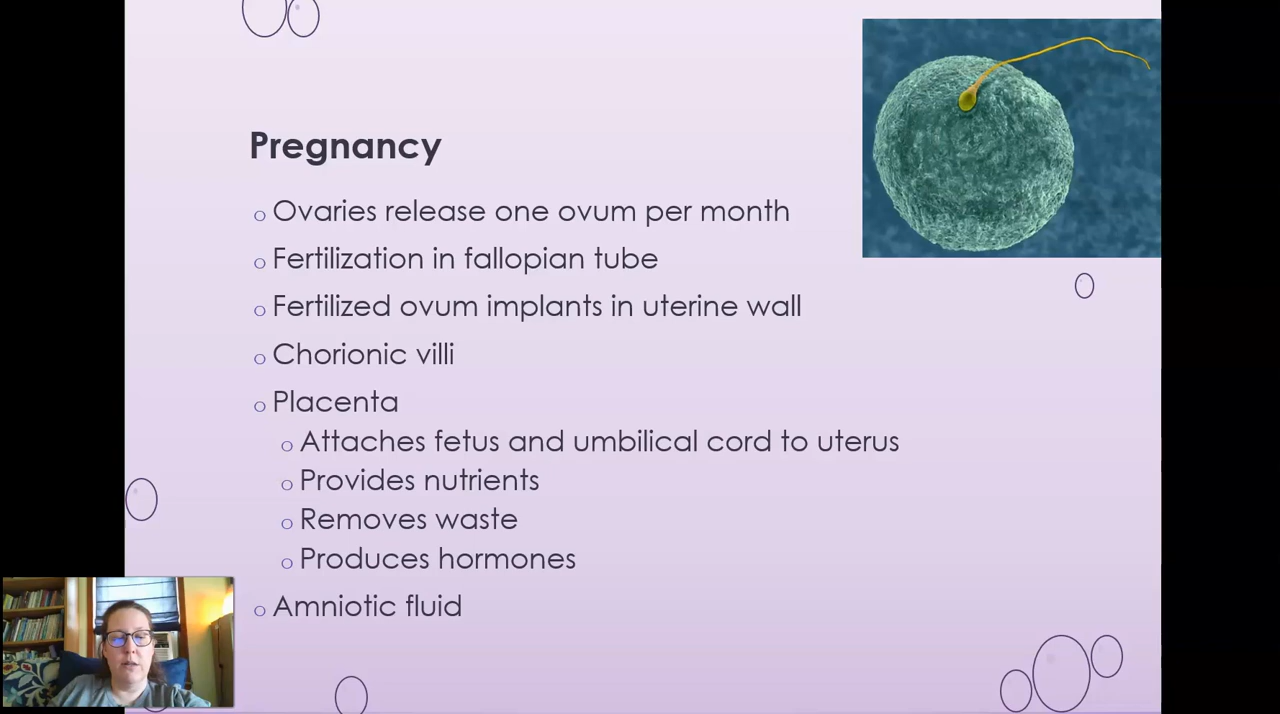 Pregnancy
Ovaries release one ovum per month
Fertilization in fallopian tube
Fertilized ovum implants in uterine wall
Chorionic villi
Placenta
Attaches fetus and umbilical cord to uterus
Provides nutrients
Removes waste
Produces hormones
Amniotic fluid